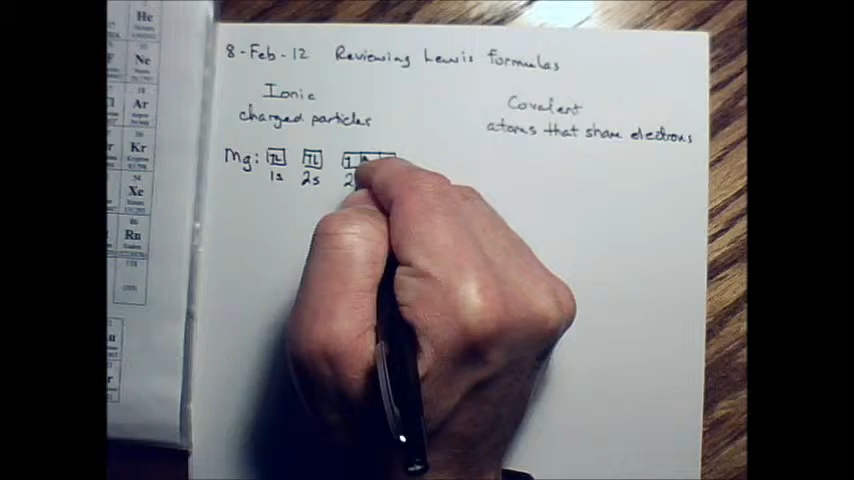 8-Feb-12 Reviewing Lewis formulas
Ionic
charged particles
Covalent
atoms that share electrons
Mg:
1s 2s 2
He
Ne
Ar
Kr
Xe
Rn